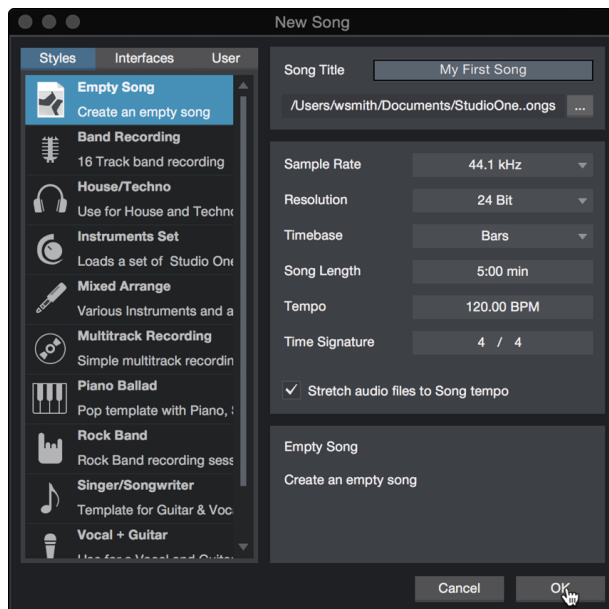 New Song
Styles Interfaces User
Empty Song
Create an empty song
Band Recording
16 Track band recording
House/Techno
Use for House and Techno
Instruments Set
Loads a set of Studio One
Mixed Arrange
Various Instruments and a
Multitrack Recording
Simple multitrack recordin
Piano Ballad
Pop template with Piano,
Rock Band
Rock Band recording sess
Singer/Songwriter
Template for Guitar & Voc
Vocal + Guitar
Song Title My First Song
/Users/wsmith/Documents/StudioOne..ongs ...
Sample Rate 44.1 kHz
Resolution 24 Bit
Timebase Bars
Song Length 5:00 min
Tempo 120.00 BPM
Time Signature 4 / 4
Stretch audio files to Song tempo
Empty Song
Create an empty song
Cancel OK